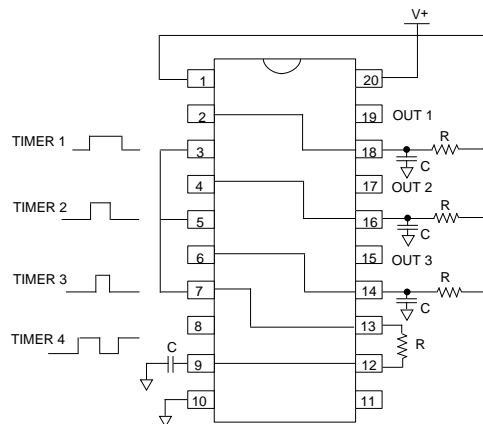 V+
1 20
2 19 OUT 1
TIMER 1 3 18 R
C
4 17 OUT 2
TIMER 2 5 16 R
C
6 15 OUT 3
TIMER 3 7 14 R
C
8 13
TIMER 4 C 9 12 R
10 11